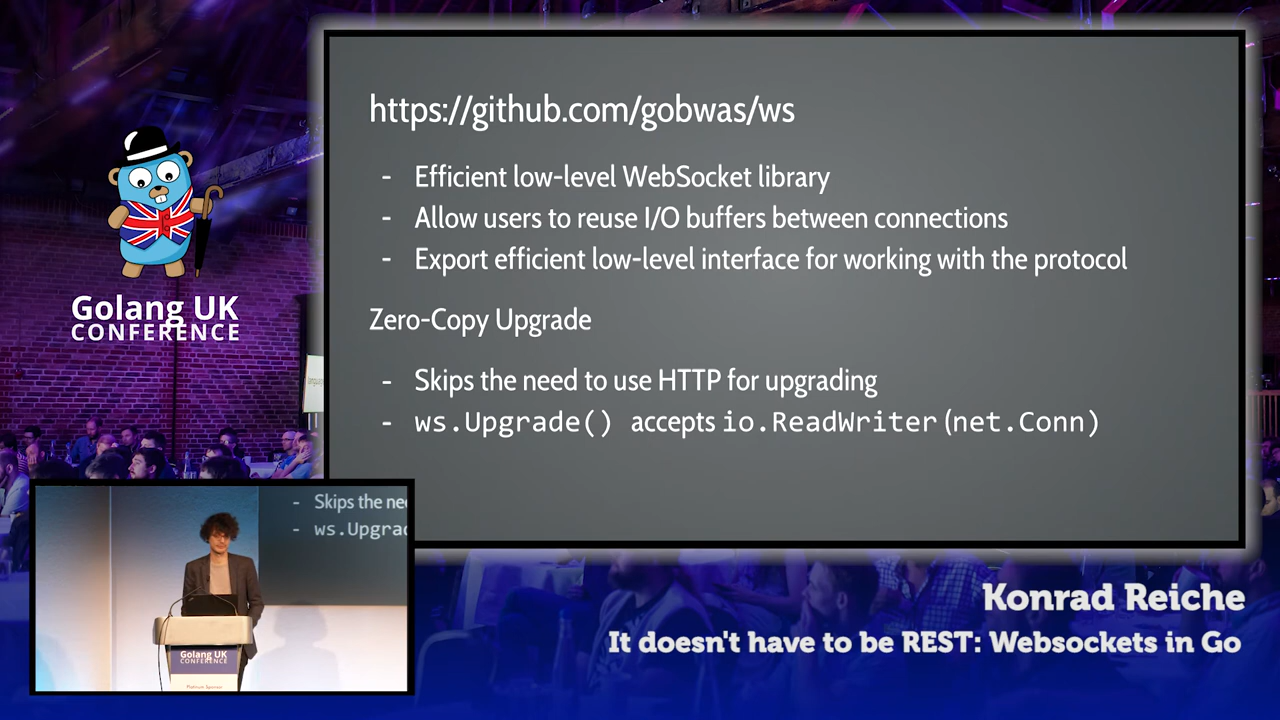 https://github.com/gobwas/ws
- Efficient low-level WebSocket library
- Allow users to reuse I/O buffers between connections
- Export efficient low-level interface for working with the protocol
Zero-Copy Upgrade
- Skips the need to use HTTP for upgrading
- ws.Upgrade() accepts io.ReadWriter (net.Conn)
Golang UK
CONFERENCE
- Skips the nee
- ws.Upgrad
Golang UK
CONFERENCE
Platinum Sponsor
Konrad Reiche
It doesn't have to be REST: Websockets in Go